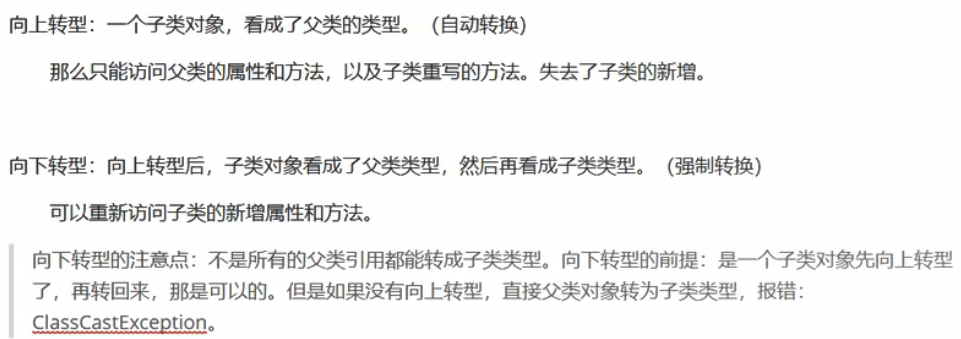 向上转型：一个子类对象，看成了父类的类型。（自动转换）
那么只能访问父类的属性和方法，以及子类重写的方法。失去了子类的新增。
向下转型：向上转型后，子类对象看成了父类类型，然后再看成子类类型。（强制转换）
可以重新访问子类的新增属性和方法。
向下转型的注意点：不是所有的父类引用都能转成子类类型。向下转型的前提：是一个子类对象先向上转型
了，再转回来，那是可以的。但是如果没有向上转型，直接父类对象转为子类类型，报错：
ClassCastException。